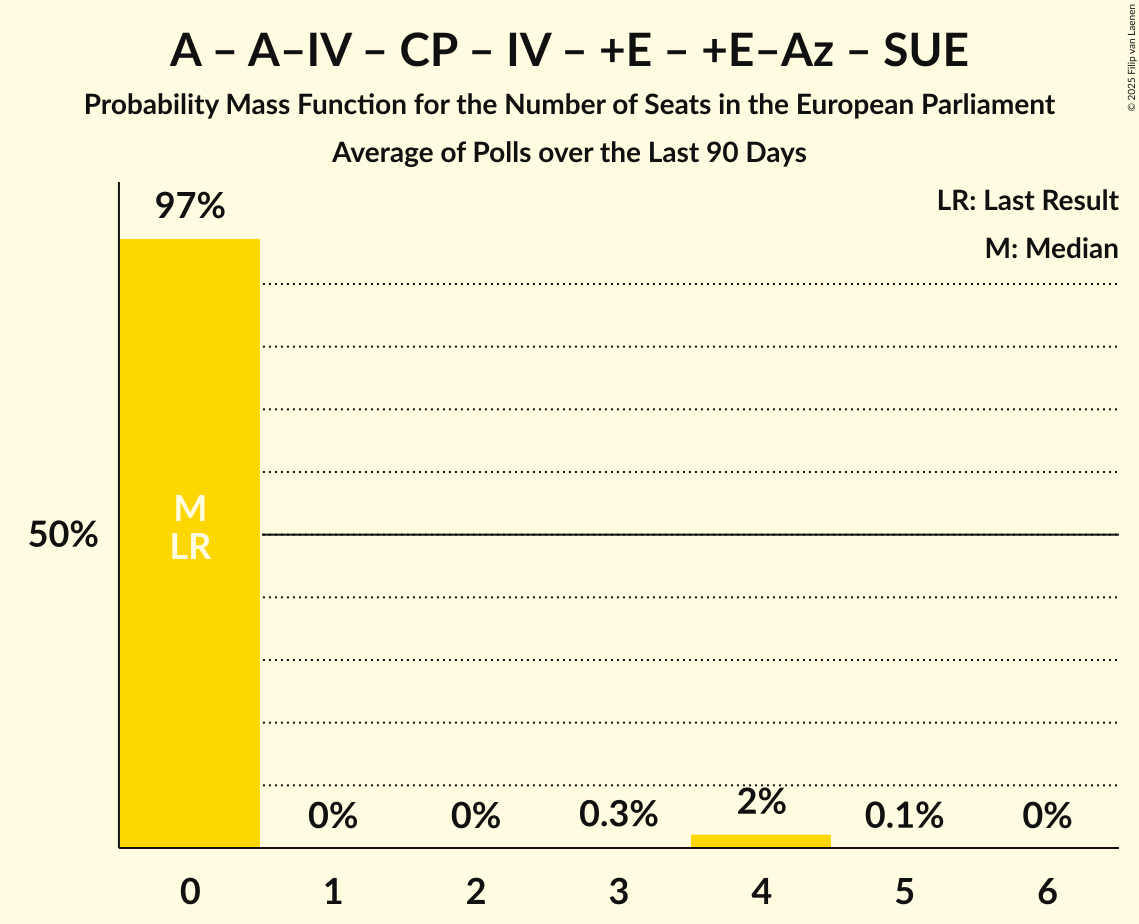 A – A–IV – CP – IV – +E – +E–Az – SUE
Probability Mass Function for the Number of Seats in the European Parliament
Average of Polls over the Last 90 Days
© 2025 Filip van Laenen
LR: Last Result
M: Median
97%
50%
M
LR
0% 0% 0.3% 2% 0.1% 0%
0 1 2 3 4 5 6